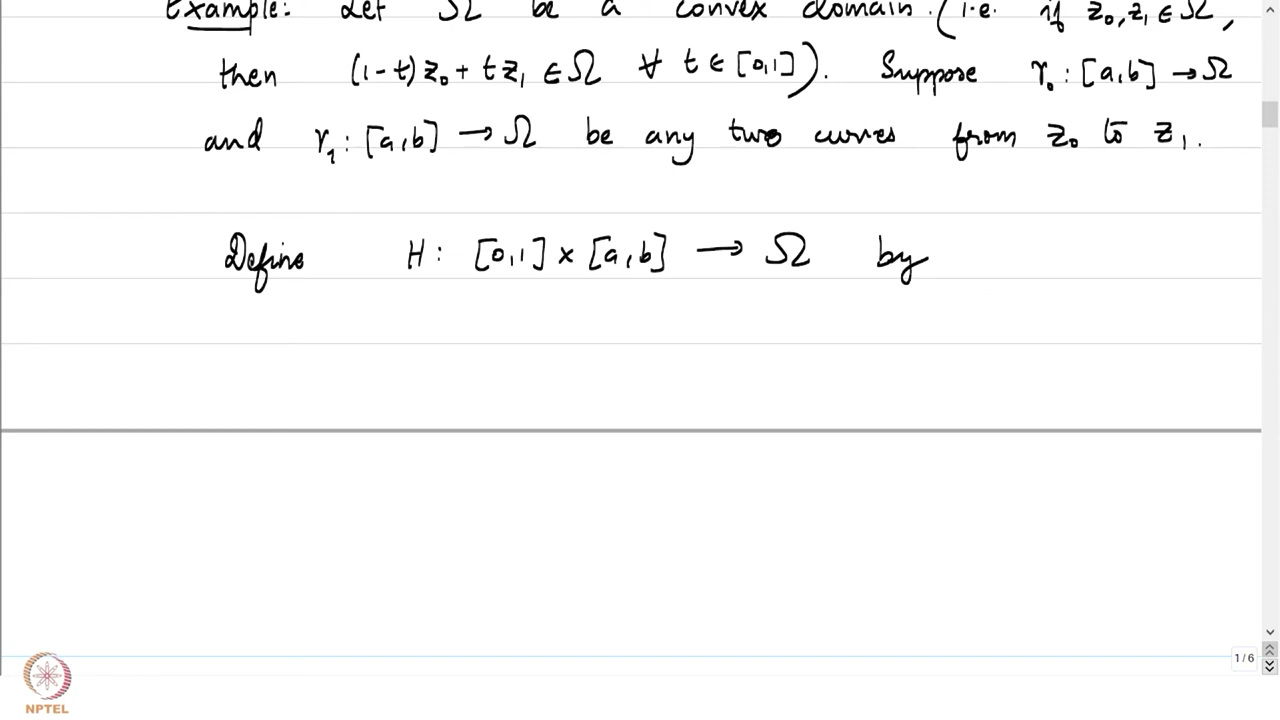 Example: Let Ω be a convex domain. (i.e. if z₀, z₁ ∈ Ω,
then (1-t) z₀ + t z₁ ∈ Ω ∀ t ∈ [0,1]). Suppose γ₀ : [a,b] → Ω
and γ₁ : [a,b] → Ω be any two curves from z₀ to z₁.
Define H : [0,1] × [a,b] → Ω by
1 / 6
NPTEL